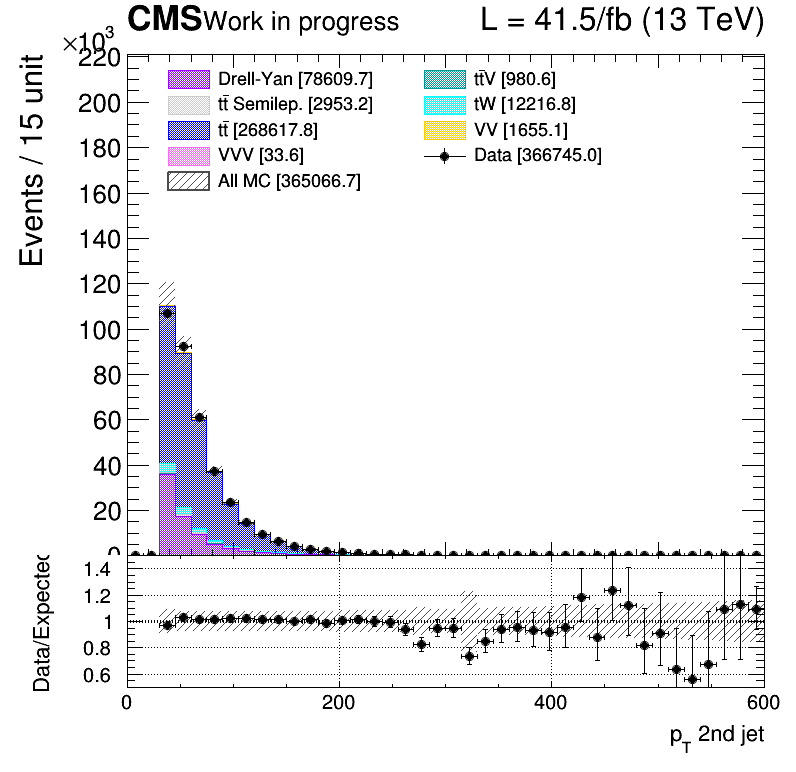 CMS Work in progress L = 41.5/fb (13 TeV)
×10³
Events / 15 unit
220
200
180
160
140
120
100
80
60
40
20
0
Drell-Yan [78609.7]
tt̄ Semilep. [2953.2]
tt̄ [268617.8]
VVV [33.6]
All MC [365066.7]
tt̄V [980.6]
tW [12216.8]
VV [1655.1]
Data [366745.0]
Data/Expected
1.4
1.2
1
0.8
0.6
0 200 400 600
p_T 2nd jet